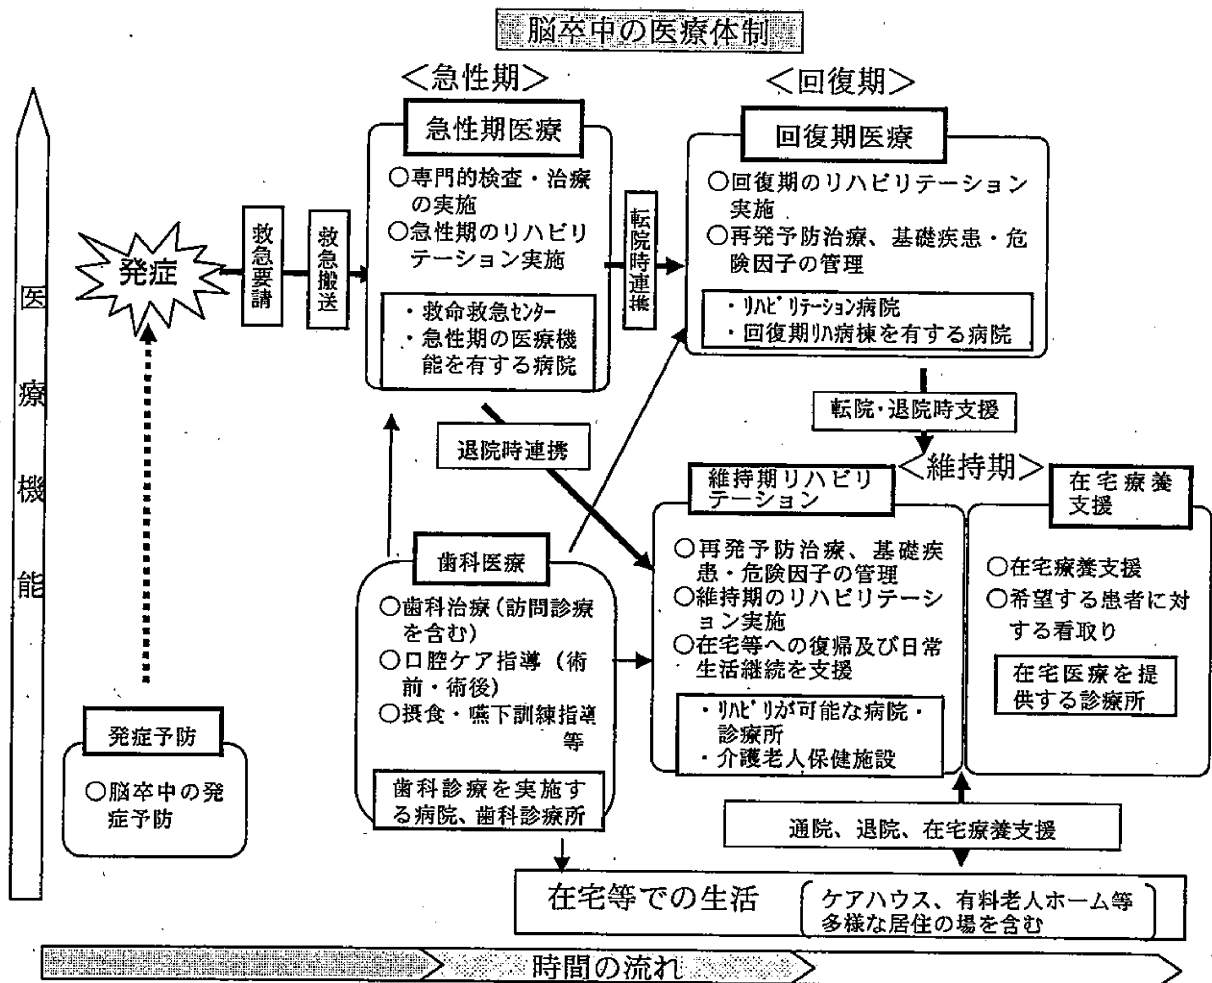 脳卒中の医療体制
＜急性期＞
＜回復期＞
急性期医療
○専門的検査・治療
の実施
○急性期のリハビリ
テーション実施
・救命救急ｾﾝﾀｰ
・急性期の医療機
能を有する病院
回復期医療
○回復期のリハビリテーション
実施
○再発予防治療、基礎疾患・危
険因子の管理
・ﾘﾊﾋﾞﾘﾃｰｼｮﾝ病院
・回復期ﾘﾊ病棟を有する病院
発症
救急要請
救急搬送
転院時連携
医療機能
転院・退院時支援
退院時連携
＜維持期＞
維持期リハビリ
テーション
○再発予防治療、基礎疾
患・危険因子の管理
○維持期のリハビリテーシ
ョン実施
○在宅等への復帰及び日常
生活継続を支援
・ﾘﾊﾋﾞﾘが可能な病院・
診療所
・介護老人保健施設
在宅療養
支援
○在宅療養支援
○希望する患者に対
する看取り
在宅医療を提
供する診療所
歯科医療
○歯科治療（訪問診療
を含む）
○口腔ケア指導（術
前・術後）
○摂食・嚥下訓練指導
等
歯科診療を実施す
る病院、歯科診療所
発症予防
○脳卒中の発
症予防
通院、退院、在宅療養支援
在宅等での生活
ケアハウス、有料老人ホーム等
多様な居住の場を含む
時間の流れ